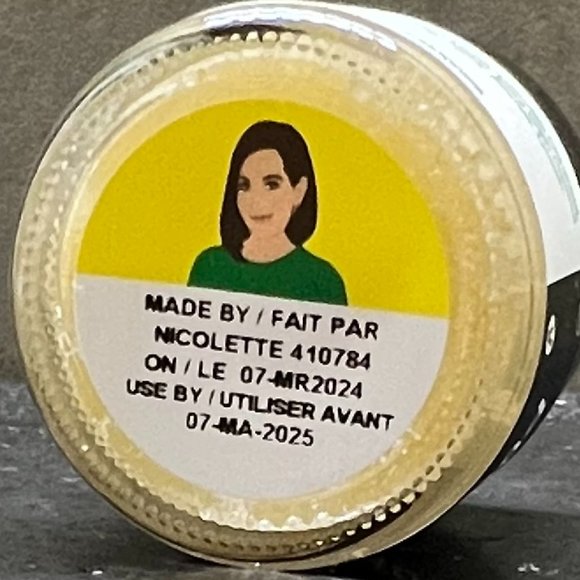 MADE BY / FAIT PAR
NICOLETTE 410784
ON / LE 07-MR2024
USE BY / UTILISER AVANT
07-MA-2025